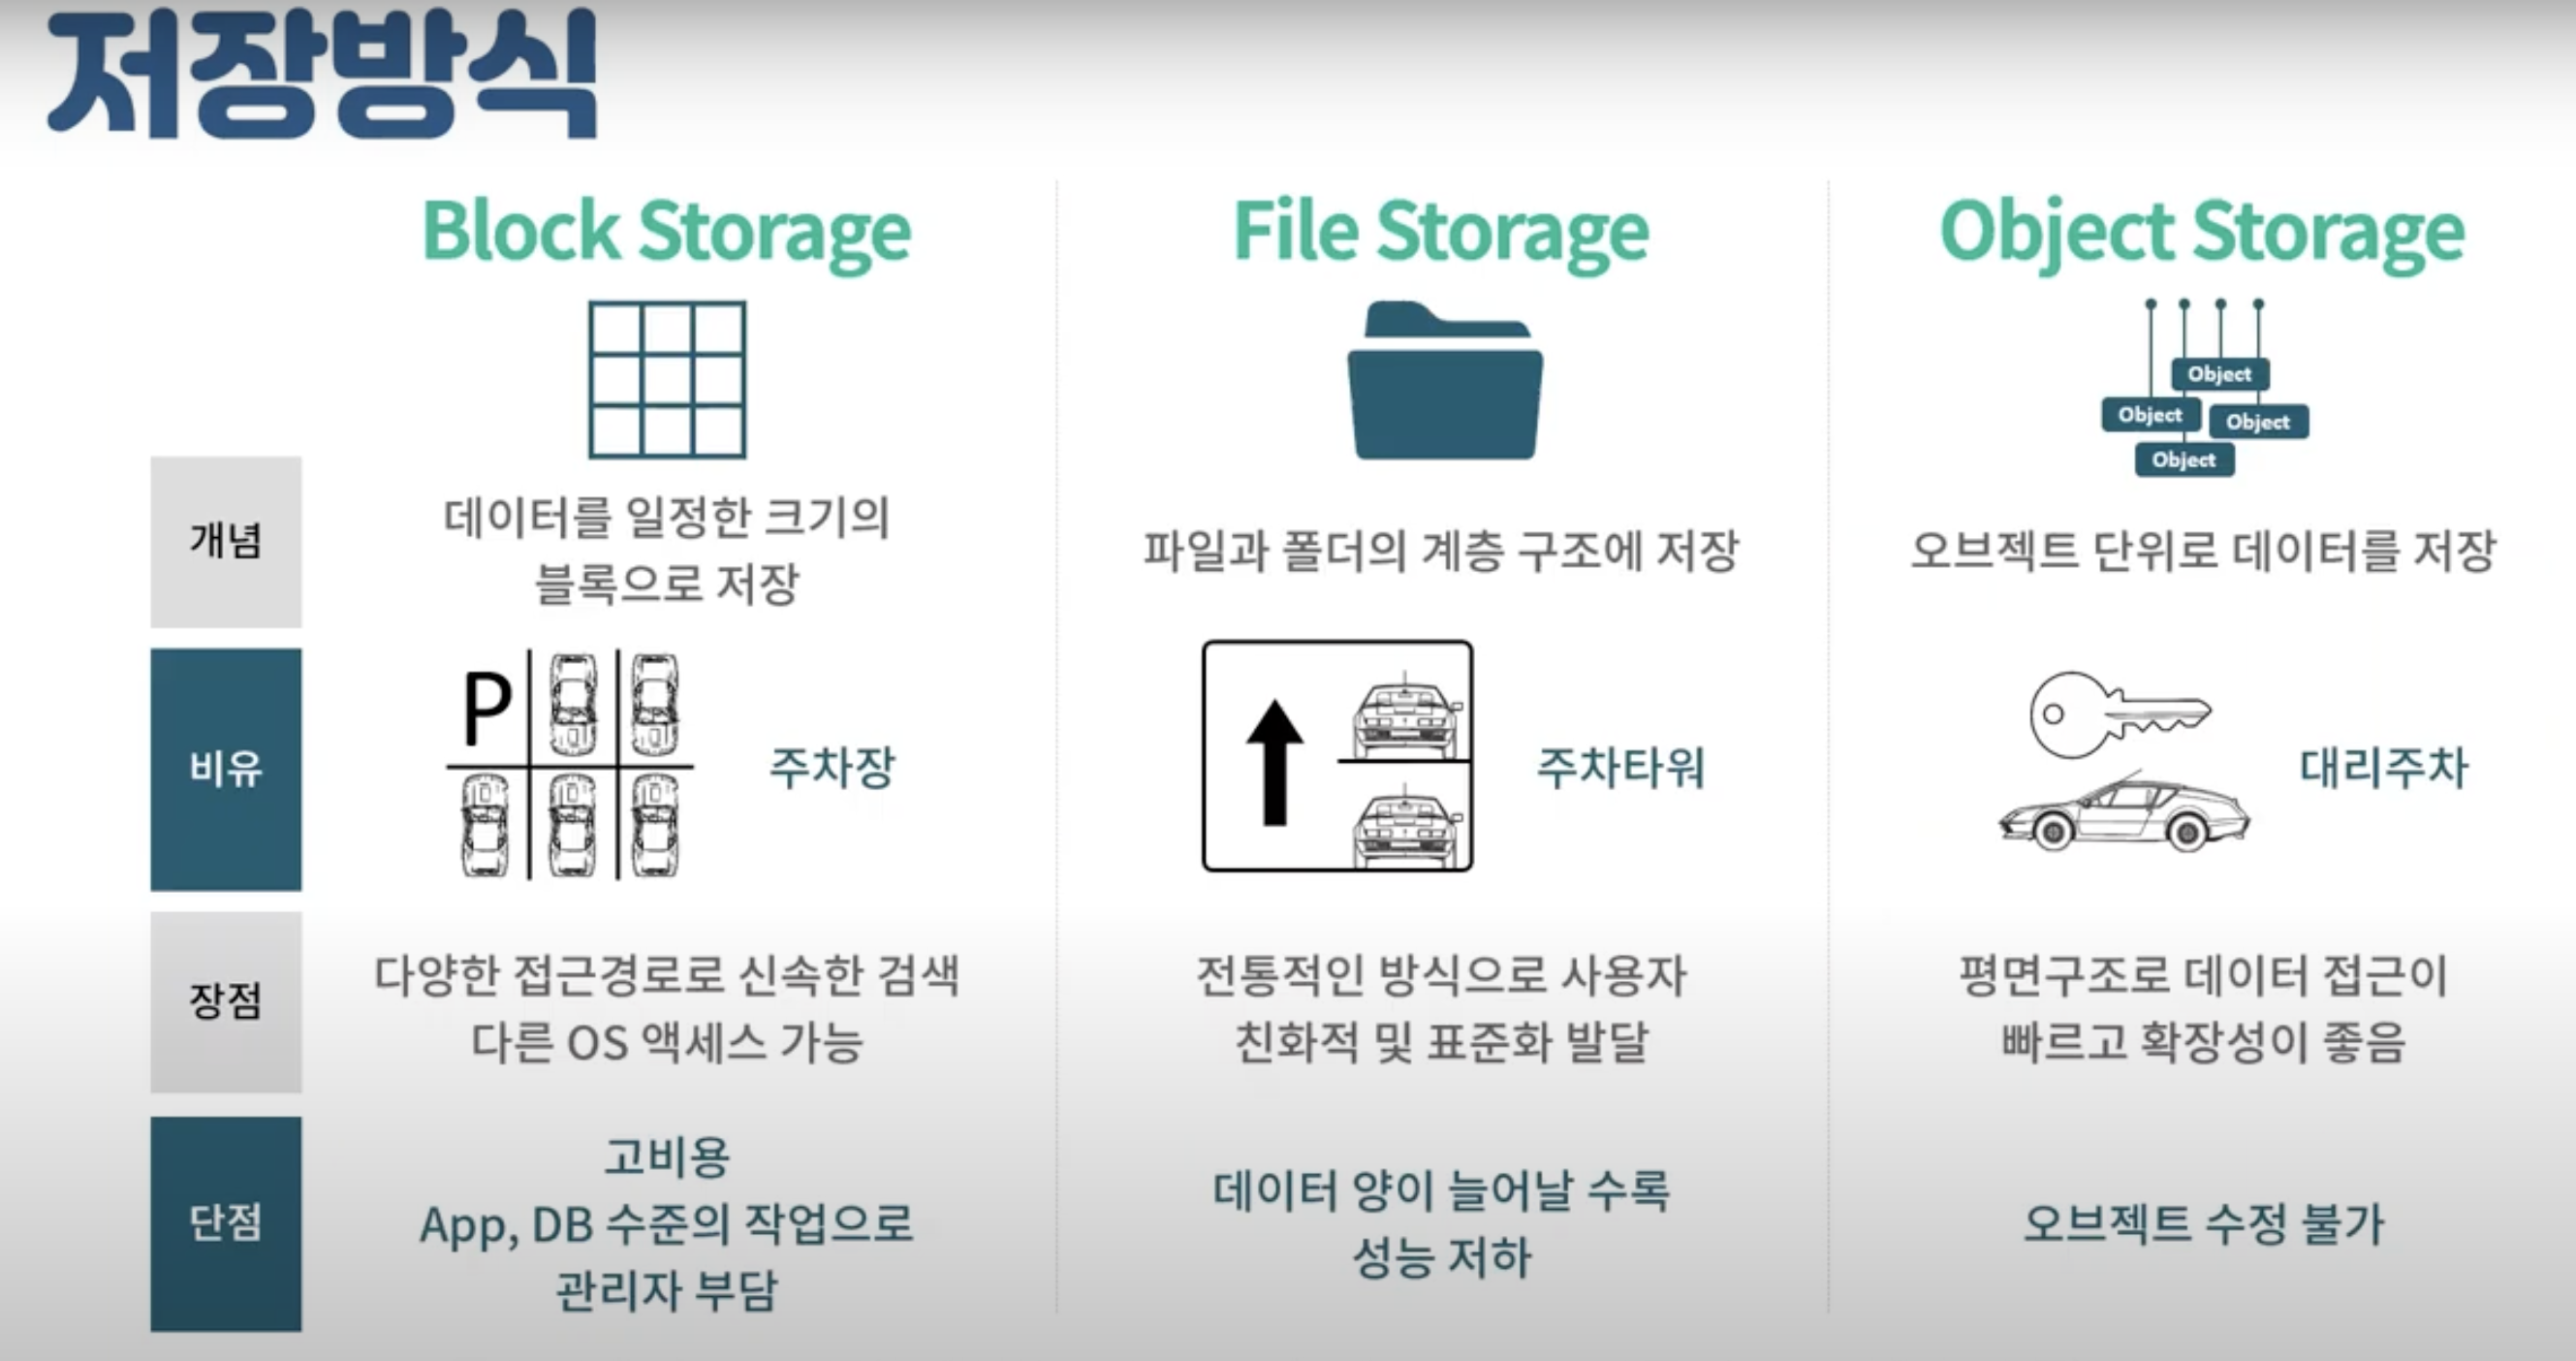 저장방식
Block Storage
File Storage
Object Storage
Object
Object
Object
Object
개념
데이터를 일정한 크기의
블록으로 저장
파일과 폴더의 계층 구조에 저장
오브젝트 단위로 데이터를 저장
비유
P
주차장
주차타워
대리주차
장점
다양한 접근경로로 신속한 검색
다른 OS 액세스 가능
전통적인 방식으로 사용자
친화적 및 표준화 발달
평면구조로 데이터 접근이
빠르고 확장성이 좋음
단점
고비용
App, DB 수준의 작업으로
관리자 부담
데이터 양이 늘어날 수록
성능 저하
오브젝트 수정 불가